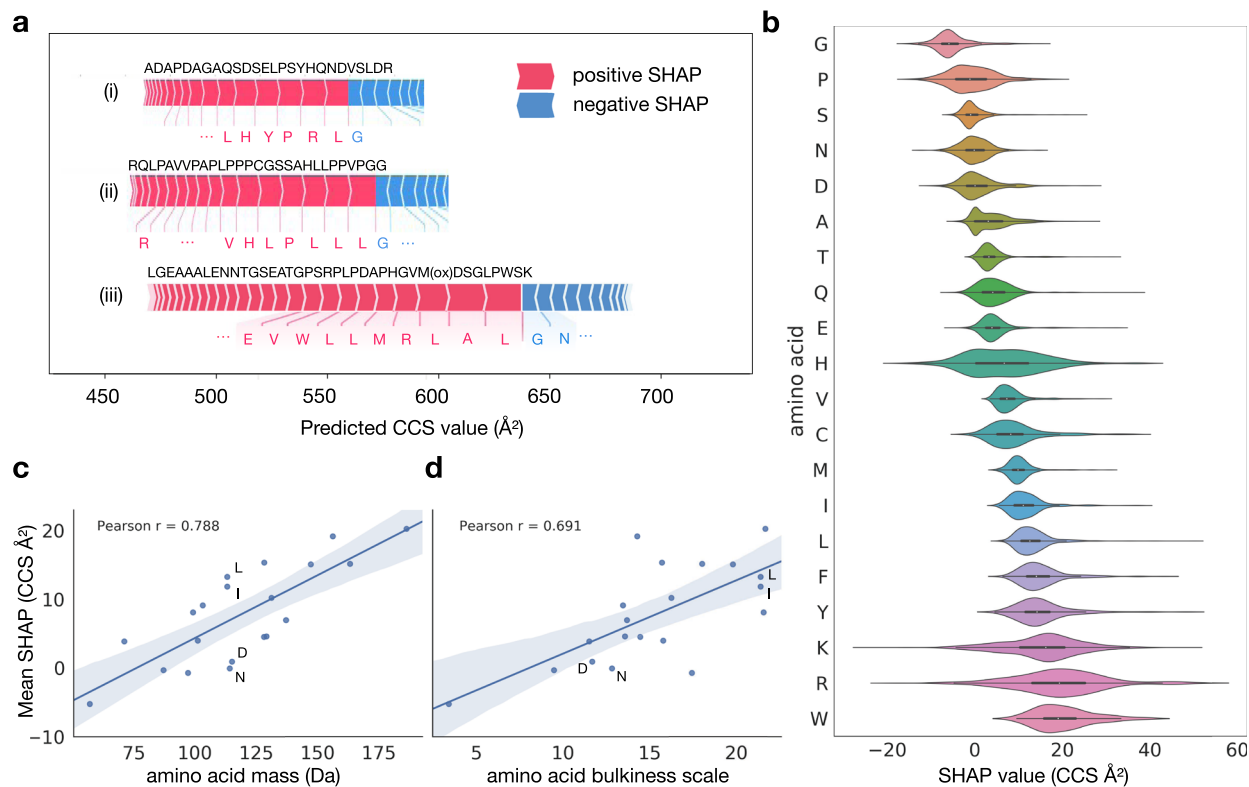 a
ADAPDAGAQSDSELPSYHQNDVSLDR
(i)
··· L H Y P R L G
positive SHAP
negative SHAP
RQLPAVVPAPLPPPCGSSAHLLPPVPGG
(ii)
R ··· V H L P L L L G ···
LGEAAALENNTGSEATGPSRPLPDAPHGVM(ox)DSGLPWSK
(iii)
··· E V W L L M R L A L G N ···
450 500 550 600 650 700
Predicted CCS value (Å²)
b
G
P
S
N
D
A
T
Q
E
H
V
C
M
I
L
F
Y
K
R
W
amino acid
−20 0 20 40 60
SHAP value (CCS Å²)
c
Pearson r = 0.788
20
10
0
−10
Mean SHAP (CCS Å²)
L
I
D
N
75 100 125 150 175
amino acid mass (Da)
d
Pearson r = 0.691
L
I
D
N
5 10 15 20
amino acid bulkiness scale